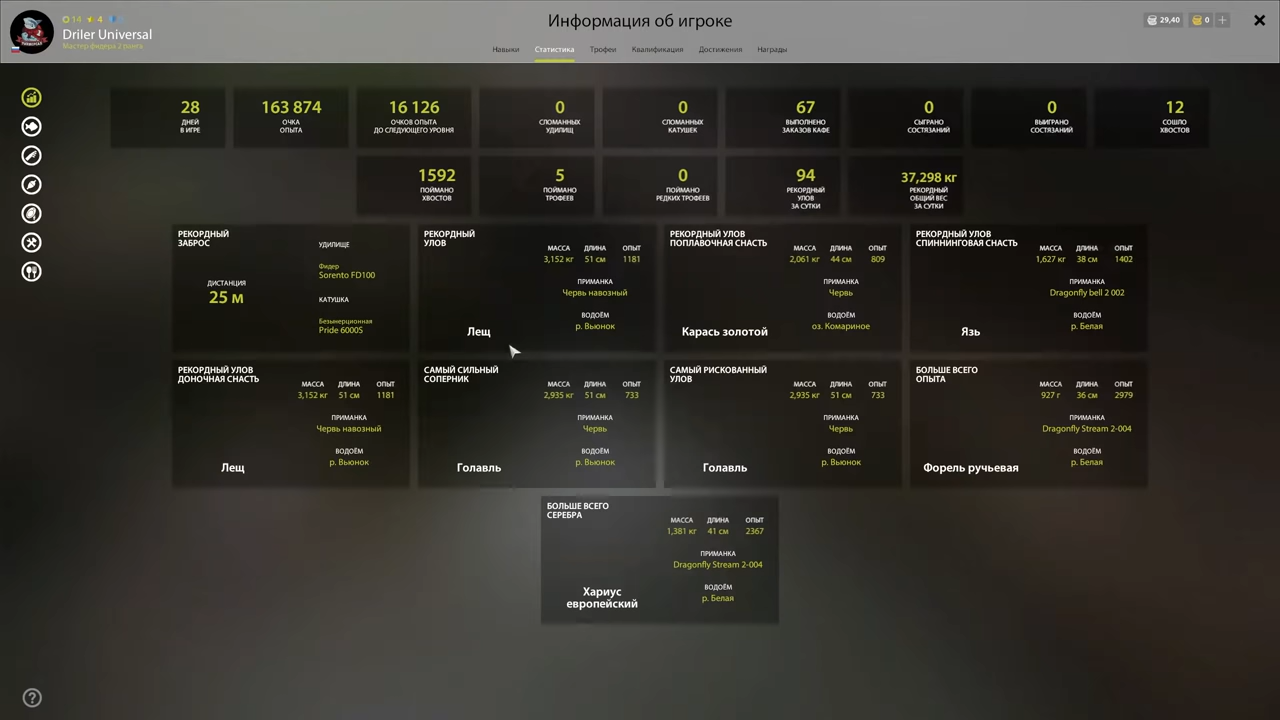 14 4
Driler Universal
Мастер фидера 2 ранга
Информация об игроке
29,40
0
Навыки
Статистика
Трофеи
Квалификация
Достижения
Награды
28
ДНЕЙ
В ИГРЕ
163 874
ОЧКА
ОПЫТА
16 126
ОЧКОВ ОПЫТА
ДО СЛЕДУЮЩЕГО УРОВНЯ
0
СЛОМАННЫХ
УДИЛИЩ
0
СЛОМАННЫХ
КАТУШЕК
67
ВЫПОЛНЕНО
ЗАКАЗОВ КАФЕ
0
СЫГРАНО
СОСТЯЗАНИЙ
0
ВЫИГРАНО
СОСТЯЗАНИЙ
12
СОШЛО
ХВОСТОВ
1592
ПОЙМАНО
ХВОСТОВ
5
ПОЙМАНО
ТРОФЕЕВ
0
ПОЙМАНО
РЕДКИХ ТРОФЕЕВ
94
РЕКОРДНЫЙ
УЛОВ
ЗА СУТКИ
37,298 кг
РЕКОРДНЫЙ
ОБЩИЙ ВЕС
ЗА СУТКИ
РЕКОРДНЫЙ
ЗАБРОС
ДИСТАНЦИЯ
25 м
УДИЛИЩЕ
Фидер
Sorento FD100
КАТУШКА
Безынерционная
Pride 6000S
РЕКОРДНЫЙ
УЛОВ
МАССА ДЛИНА ОПЫТ
3,152 кг 51 см 1181
ПРИМАНКА
Червь навозный
ВОДОЁМ
р. Вьюнок
Лещ
РЕКОРДНЫЙ УЛОВ
ПОПЛАВОЧНАЯ СНАСТЬ
МАССА ДЛИНА ОПЫТ
2,061 кг 44 см 809
ПРИМАНКА
Червь
ВОДОЁМ
оз. Комариное
Карась золотой
РЕКОРДНЫЙ УЛОВ
СПИННИНГОВАЯ СНАСТЬ
МАССА ДЛИНА ОПЫТ
1,627 кг 38 см 1402
ПРИМАНКА
Dragonfly bell 2 002
ВОДОЁМ
р. Белая
Язь
РЕКОРДНЫЙ УЛОВ
ДОНОЧНАЯ СНАСТЬ
МАССА ДЛИНА ОПЫТ
3,152 кг 51 см 1181
ПРИМАНКА
Червь навозный
ВОДОЁМ
р. Вьюнок
Лещ
САМЫЙ СИЛЬНЫЙ
СОПЕРНИК
МАССА ДЛИНА ОПЫТ
2,935 кг 51 см 733
ПРИМАНКА
Червь
ВОДОЁМ
р. Вьюнок
Голавль
САМЫЙ РИСКОВАННЫЙ
УЛОВ
МАССА ДЛИНА ОПЫТ
2,935 кг 51 см 733
ПРИМАНКА
Червь
ВОДОЁМ
р. Вьюнок
Голавль
БОЛЬШЕ ВСЕГО
ОПЫТА
МАССА ДЛИНА ОПЫТ
927 г 36 см 2979
ПРИМАНКА
Dragonfly Stream 2-004
ВОДОЁМ
р. Белая
Форель ручьевая
БОЛЬШЕ ВСЕГО
СЕРЕБРА
МАССА ДЛИНА ОПЫТ
1,381 кг 41 см 2367
ПРИМАНКА
Dragonfly Stream 2-004
ВОДОЁМ
р. Белая
Хариус
европейский